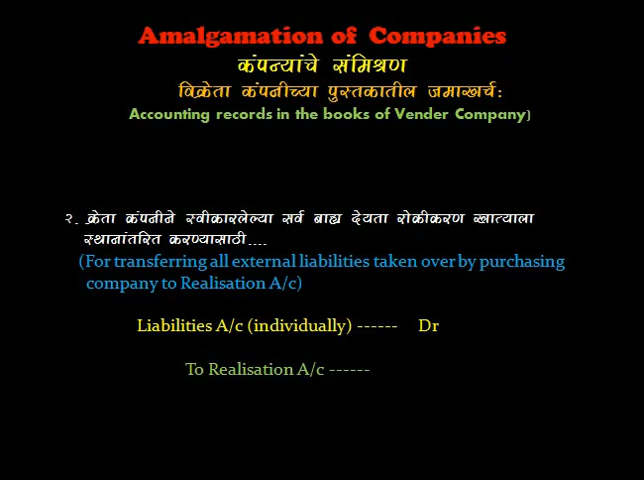 Amalgamation of Companies
कंपन्यांचे संमिश्रण
विक्रेता कंपनीच्या पुस्तकातील जमाखर्च:
Accounting records in the books of Vender Company)
२. क्रेता क्रंपनीने स्वीकारलेल्या सर्व बाह्य देयता रोकीकरण खात्याला
स्थानांतरित करण्यासाठी....
(For transferring all external liabilities taken over by purchasing
company to Realisation A/c)
Liabilities A/c (individually) ------ Dr
To Realisation A/c ------